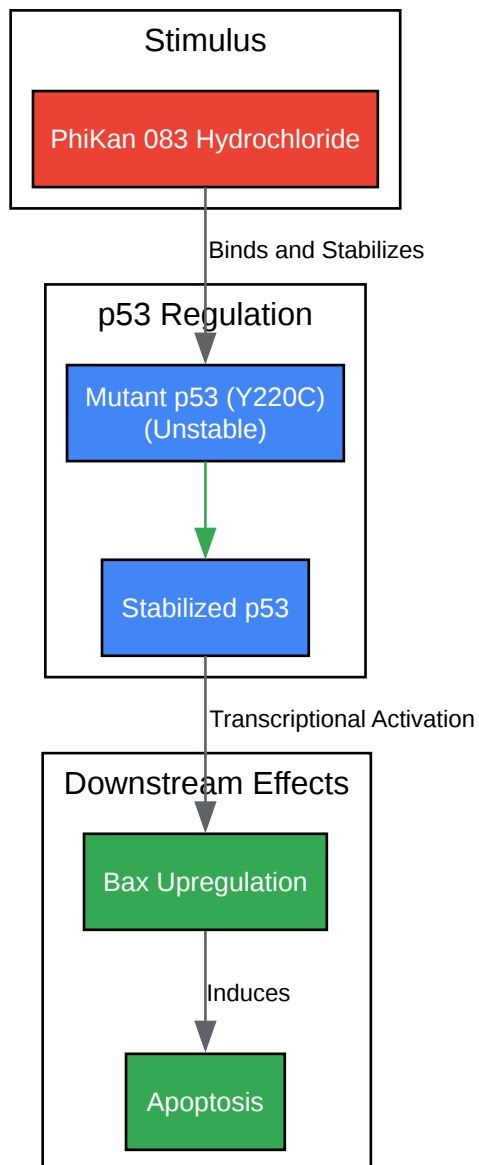 Stimulus
PhiKan 083 Hydrochloride
Binds and Stabilizes
p53 Regulation
Mutant p53 (Y220C)
(Unstable)
Stabilized p53
Transcriptional Activation
Downstream Effects
Bax Upregulation
Induces
Apoptosis